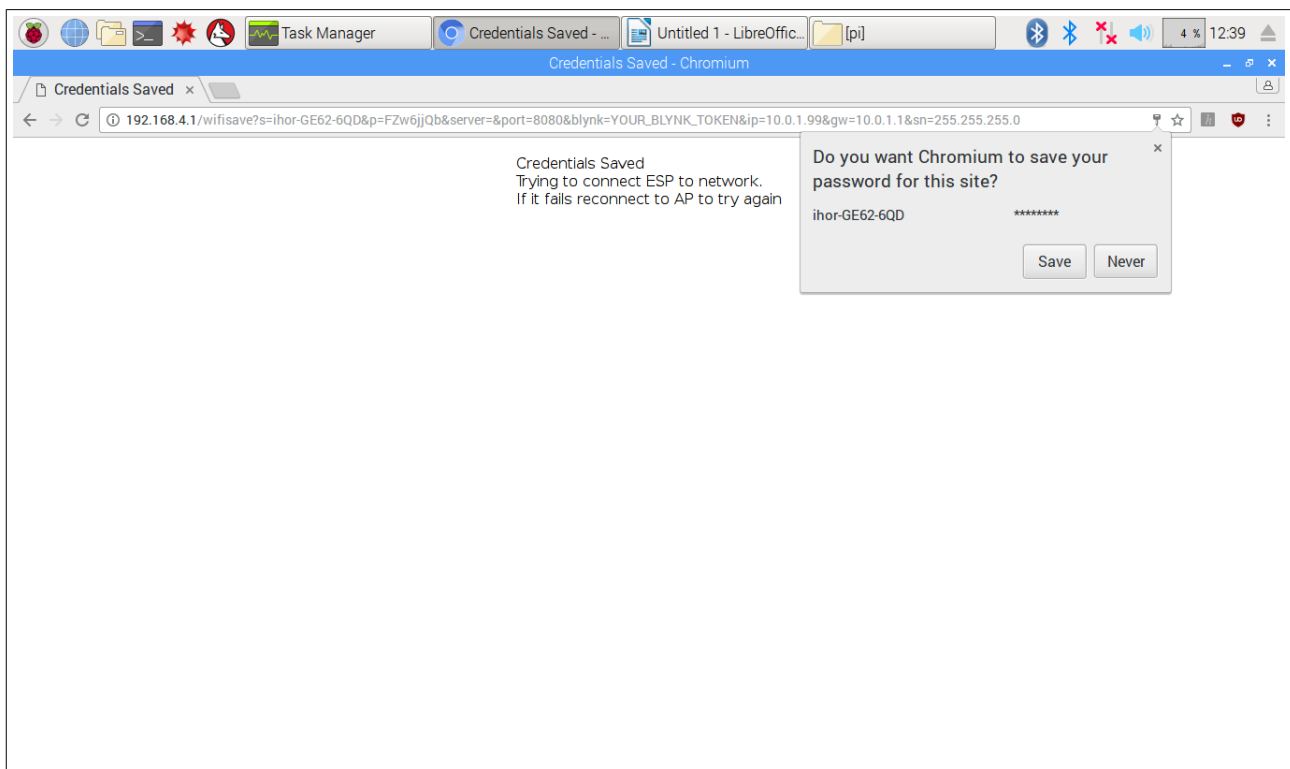 Task Manager
Credentials Saved - ...
Untitled 1 - LibreOffic...
[pi]
4 %
12:39
Credentials Saved - Chromium
Credentials Saved
192.168.4.1/wifisave?s=ihor-GE62-6QD&p=FZw6jjQb&server=&port=8080&blynk=YOUR_BLYNK_TOKEN&ip=10.0.1.99&gw=10.0.1.1&sn=255.255.255.0
Credentials Saved
Trying to connect ESP to network.
If it fails reconnect to AP to try again
Do you want Chromium to save your
password for this site?
ihor-GE62-6QD ********
Save Never